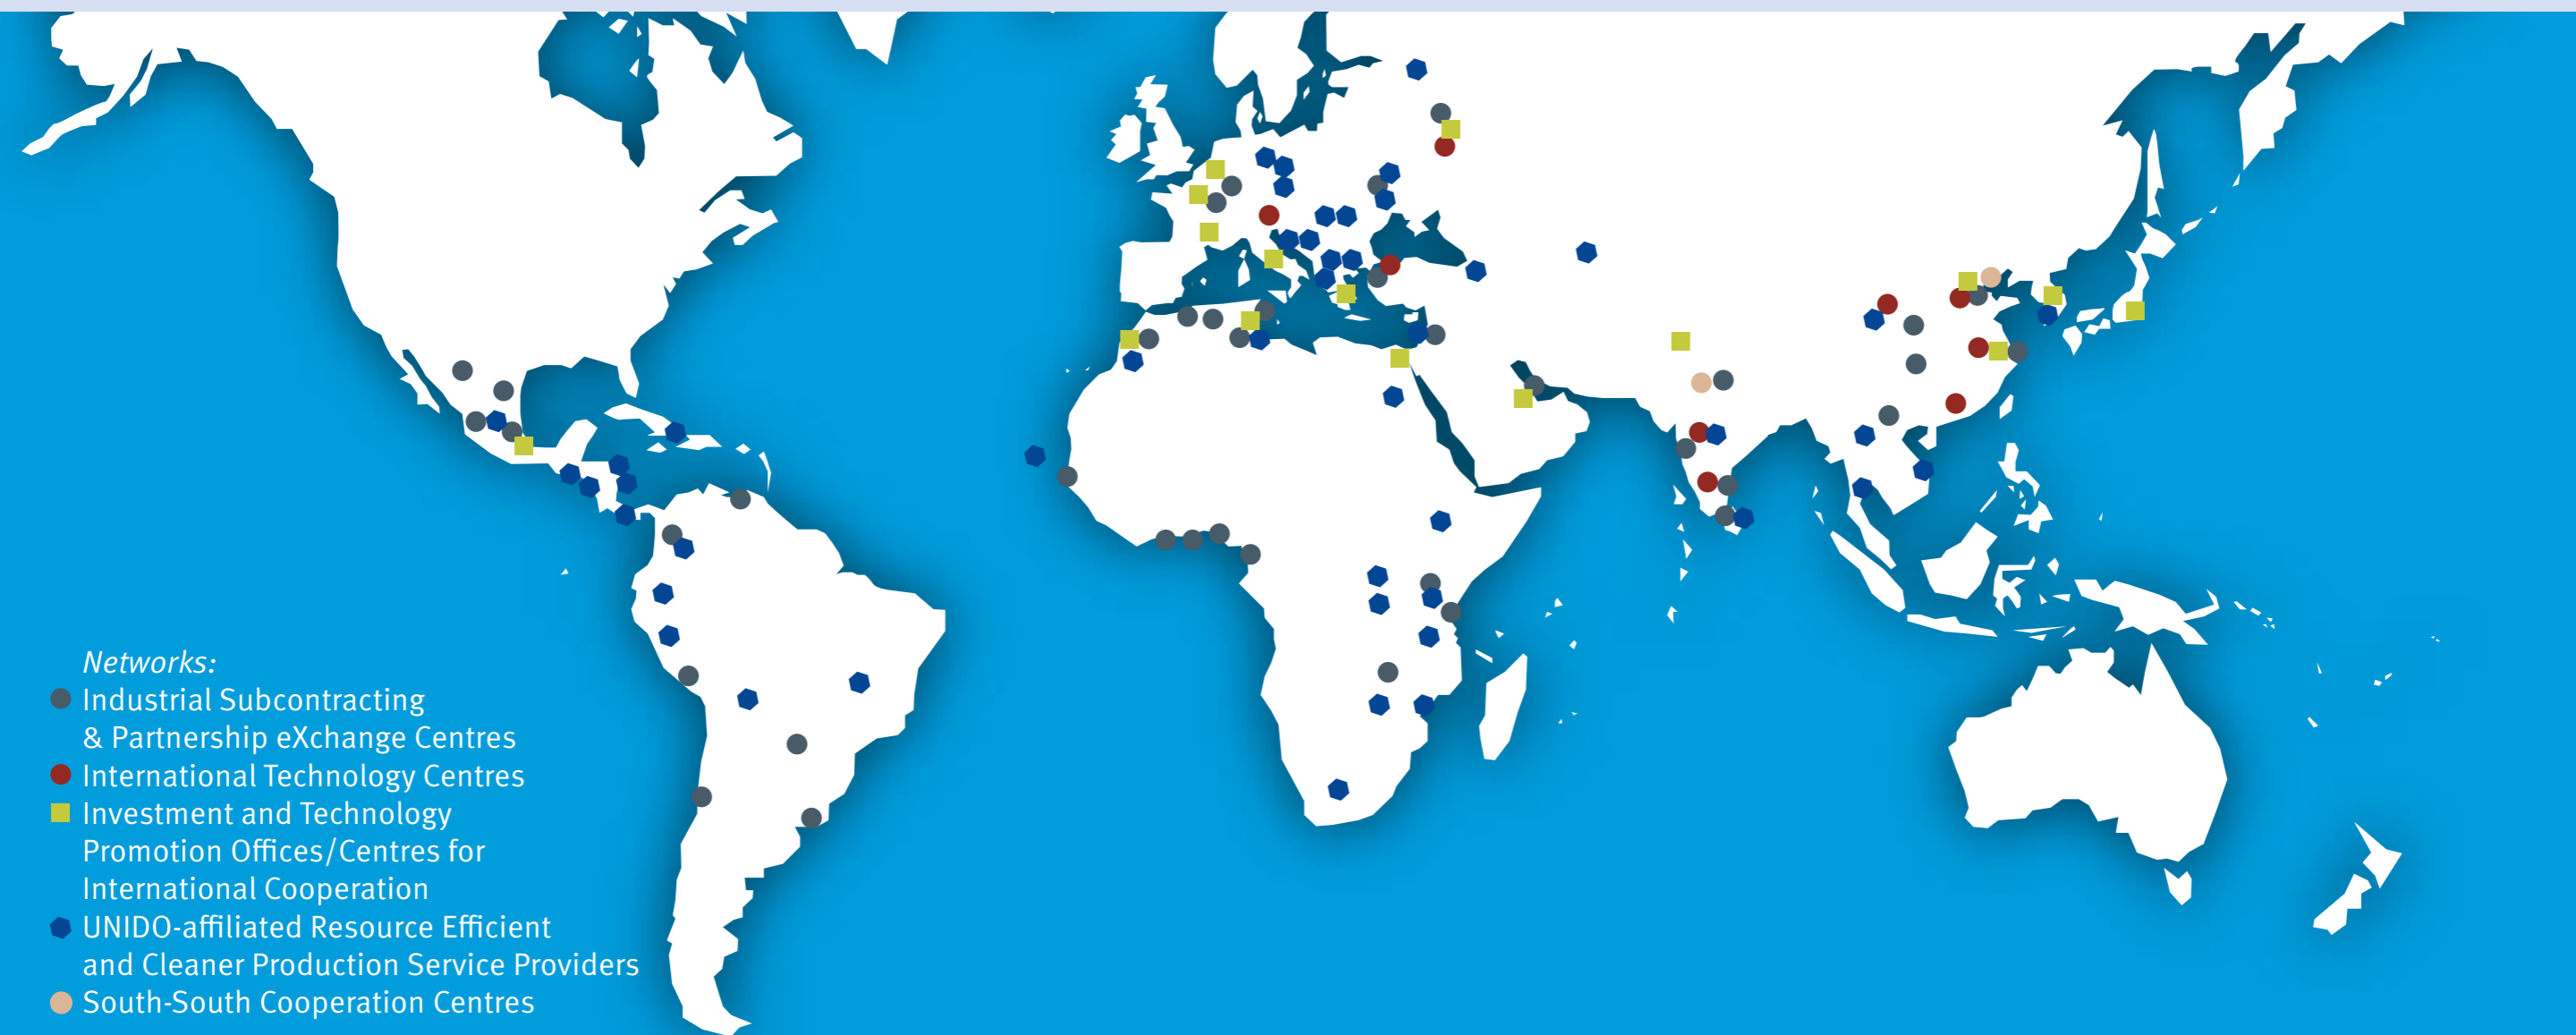 Networks:
Industrial Subcontracting
& Partnership eXchange Centres
International Technology Centres
Investment and Technology
Promotion Offices/Centres for
International Cooperation
UNIDO-affiliated Resource Efficient
and Cleaner Production Service Providers
South-South Cooperation Centres